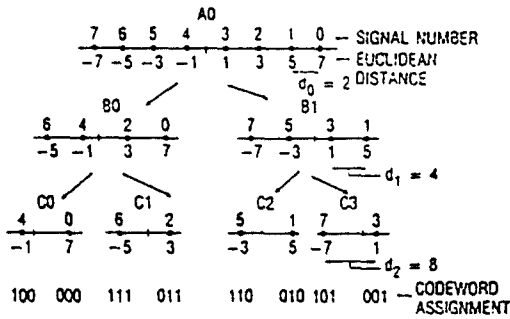 A0
7 6 5 4 3 2 1 0 — SIGNAL NUMBER
-7 -5 -3 -1 1 3 5 7 — EUCLIDEAN DISTANCE
d0 = 2
B0 B1
6 4 2 0 7 5 3 1
-5 -1 3 7 -7 -3 1 5
d1 = 4
C0 C1 C2 C3
4 0 6 2 5 1 7 3
-1 7 -5 3 -3 5 -7 1
d2 = 8
100 000 111 011 110 010 101 001 — CODEWORD ASSIGNMENT